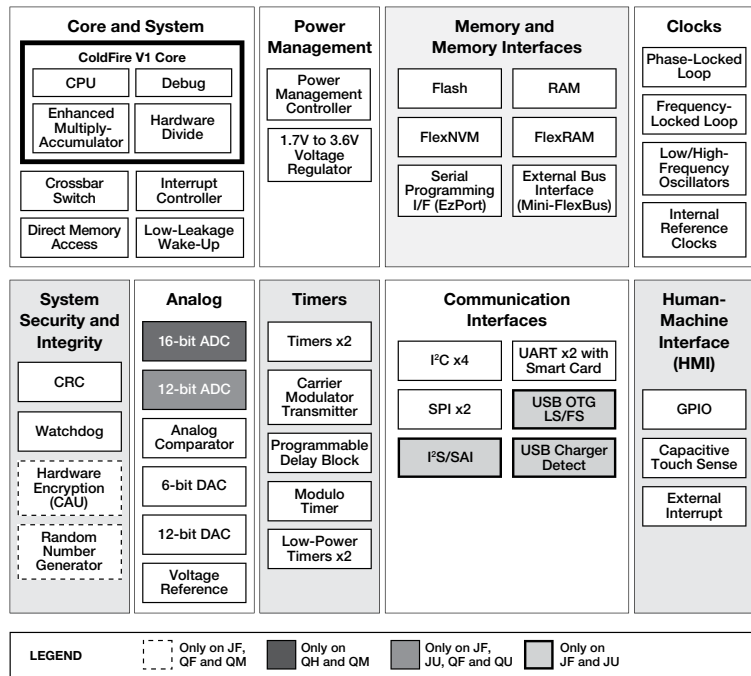 Core and System
ColdFire V1 Core
CPU
Debug
Enhanced
Multiply-
Accumulator
Hardware
Divide
Crossbar
Switch
Interrupt
Controller
Direct Memory
Access
Low-Leakage
Wake-Up
Power
Management
Power
Management
Controller
1.7V to 3.6V
Voltage
Regulator
Memory and
Memory Interfaces
Flash
RAM
FlexNVM
FlexRAM
Serial
Programming
I/F (EzPort)
External Bus
Interface
(Mini-FlexBus)
Clocks
Phase-Locked
Loop
Frequency-
Locked Loop
Low/High-
Frequency
Oscillators
Internal
Reference
Clocks
System
Security and
Integrity
CRC
Watchdog
Hardware
Encryption
(CAU)
Random
Number
Generator
Analog
16-bit ADC
12-bit ADC
Analog
Comparator
6-bit DAC
12-bit DAC
Voltage
Reference
Timers
Timers x2
Carrier
Modulator
Transmitter
Programmable
Delay Block
Modulo
Timer
Low-Power
Timers x2
Communication
Interfaces
I²C x4
UART x2 with
Smart Card
SPI x2
USB OTG
LS/FS
I²S/SAI
USB Charger
Detect
Human-
Machine
Interface
(HMI)
GPIO
Capacitive
Touch Sense
External
Interrupt
LEGEND
Only on JF,
QF and QM
Only on
QH and QM
Only on JF,
JU, QF and QU
Only on
JF and JU